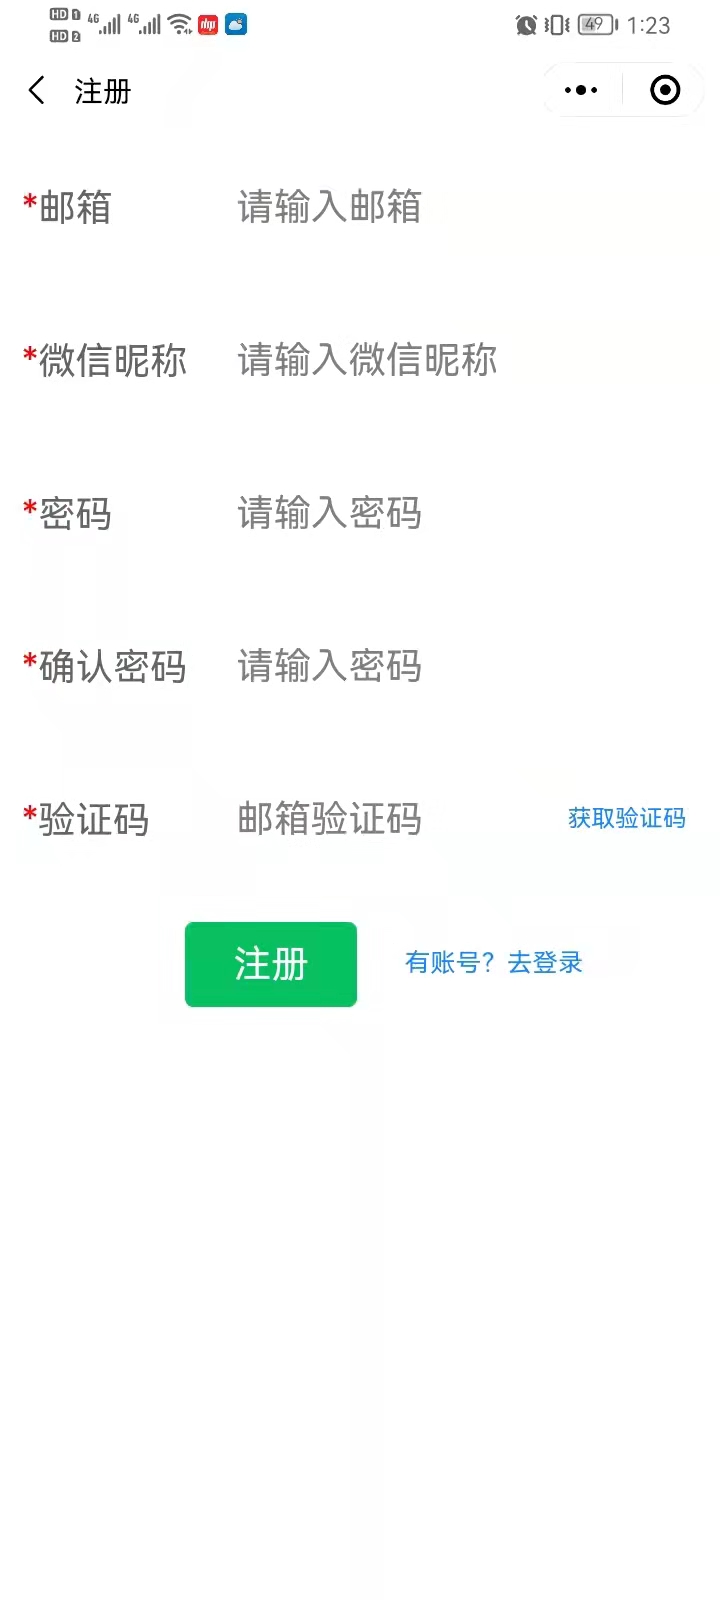 HD 1 4G 4G 49 1:23
HD 2
注册
*邮箱 请输入邮箱
*微信昵称 请输入微信昵称
*密码 请输入密码
*确认密码 请输入密码
*验证码 邮箱验证码 获取验证码
注册 有账号？去登录